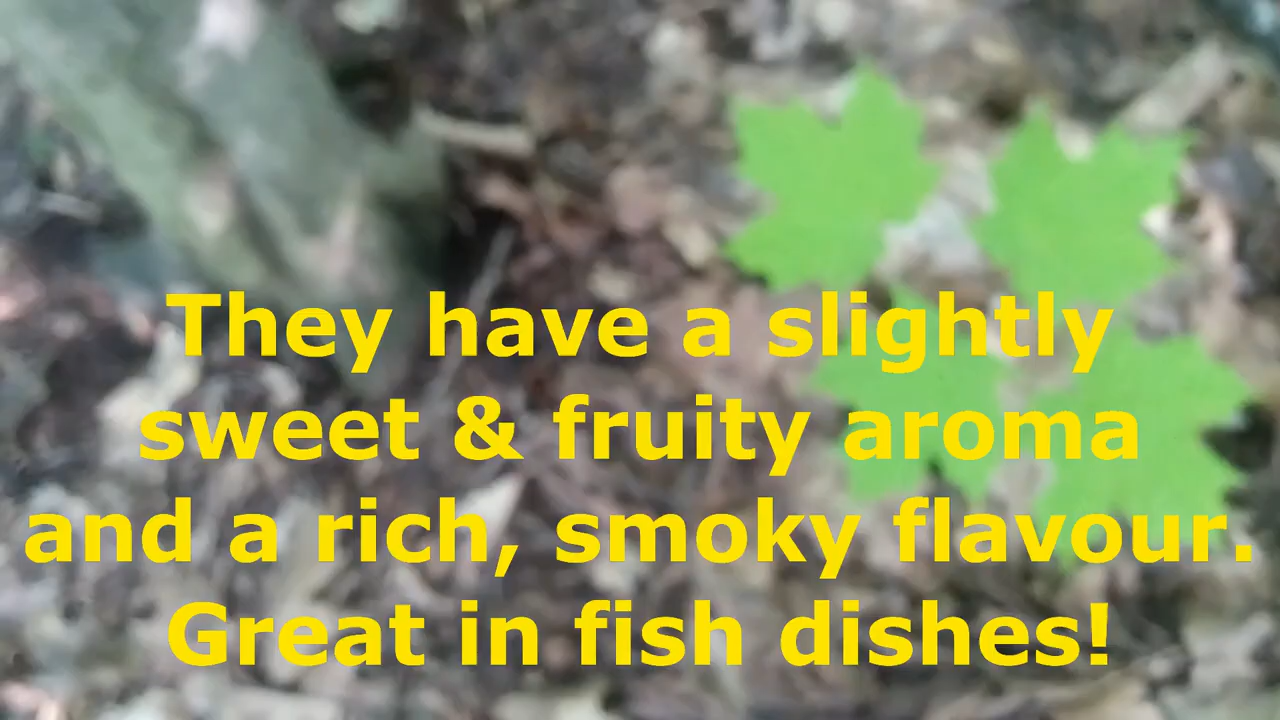 They have a slightly
sweet & fruity aroma
and a rich, smoky flavour.
Great in fish dishes!